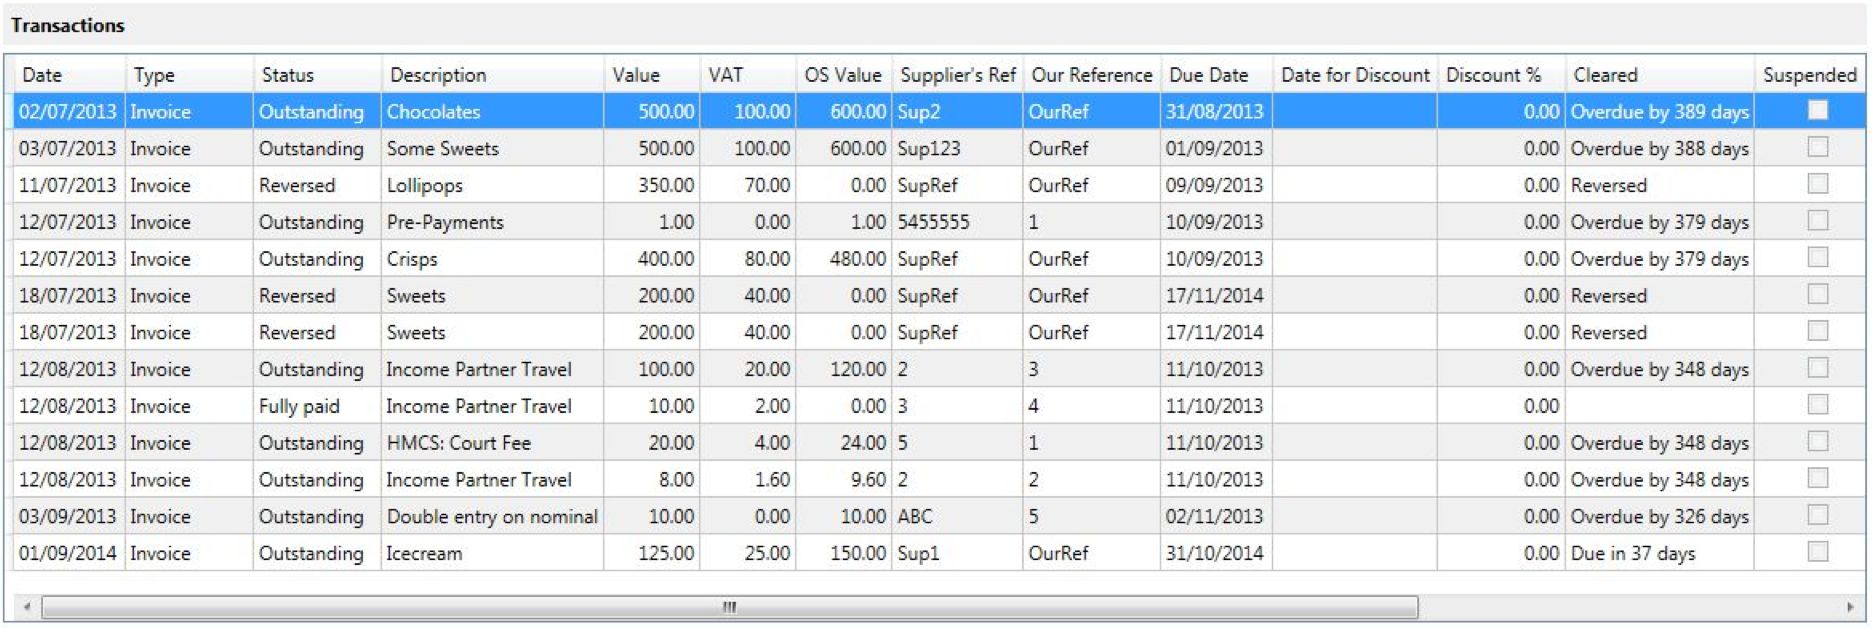 Transactions
Date Type Status Description Value VAT OS Value Supplier's Ref Our Reference Due Date Date for Discount Discount % Cleared Suspended
02/07/2013 Invoice Outstanding Chocolates 500.00 100.00 600.00 Sup2 OurRef 31/08/2013 0.00 Overdue by 389 days
03/07/2013 Invoice Outstanding Some Sweets 500.00 100.00 600.00 Sup123 OurRef 01/09/2013 0.00 Overdue by 388 days
11/07/2013 Invoice Reversed Lollipops 350.00 70.00 0.00 SupRef OurRef 09/09/2013 0.00 Reversed
12/07/2013 Invoice Outstanding Pre-Payments 1.00 0.00 1.00 5455555 1 10/09/2013 0.00 Overdue by 379 days
12/07/2013 Invoice Outstanding Crisps 400.00 80.00 480.00 SupRef OurRef 10/09/2013 0.00 Overdue by 379 days
18/07/2013 Invoice Reversed Sweets 200.00 40.00 0.00 SupRef OurRef 17/11/2014 0.00 Reversed
18/07/2013 Invoice Reversed Sweets 200.00 40.00 0.00 SupRef OurRef 17/11/2014 0.00 Reversed
12/08/2013 Invoice Outstanding Income Partner Travel 100.00 20.00 120.00 2 3 11/10/2013 0.00 Overdue by 348 days
12/08/2013 Invoice Fully paid Income Partner Travel 10.00 2.00 0.00 3 4 11/10/2013 0.00
12/08/2013 Invoice Outstanding HMCS: Court Fee 20.00 4.00 24.00 5 1 11/10/2013 0.00 Overdue by 348 days
12/08/2013 Invoice Outstanding Income Partner Travel 8.00 1.60 9.60 2 2 11/10/2013 0.00 Overdue by 348 days
03/09/2013 Invoice Outstanding Double entry on nominal 10.00 0.00 10.00 ABC 5 02/11/2013 0.00 Overdue by 326 days
01/09/2014 Invoice Outstanding Icecream 125.00 25.00 150.00 Sup1 OurRef 31/10/2014 0.00 Due in 37 days